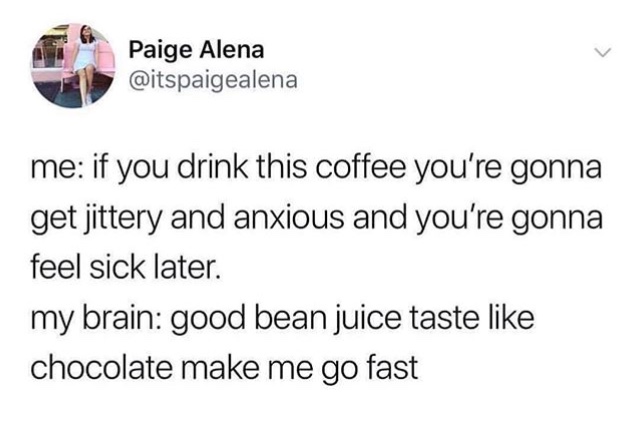 Paige Alena
@itspaigealena
me: if you drink this coffee you're gonna
get jittery and anxious and you're gonna
feel sick later.
my brain: good bean juice taste like
chocolate make me go fast